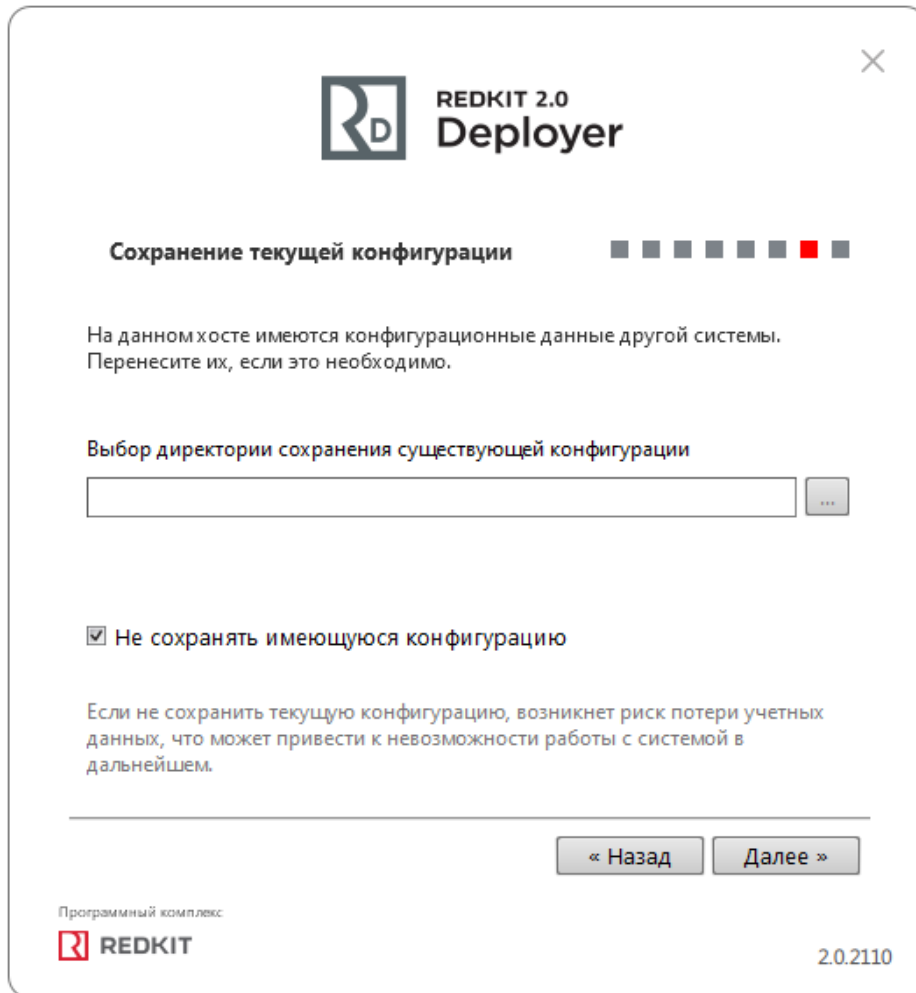 REDKIT 2.0
Deployer
Сохранение текущей конфигурации
На данном хосте имеются конфигурационные данные другой системы.
Перенесите их, если это необходимо.
Выбор директории сохранения существующей конфигурации
...
Не сохранять имеющуюся конфигурацию
Если не сохранить текущую конфигурацию, возникнет риск потери учетных
данных, что может привести к невозможности работы с системой в
дальнейшем.
« Назад
Далее »
Программный комплекс
REDKIT
2.0.2110